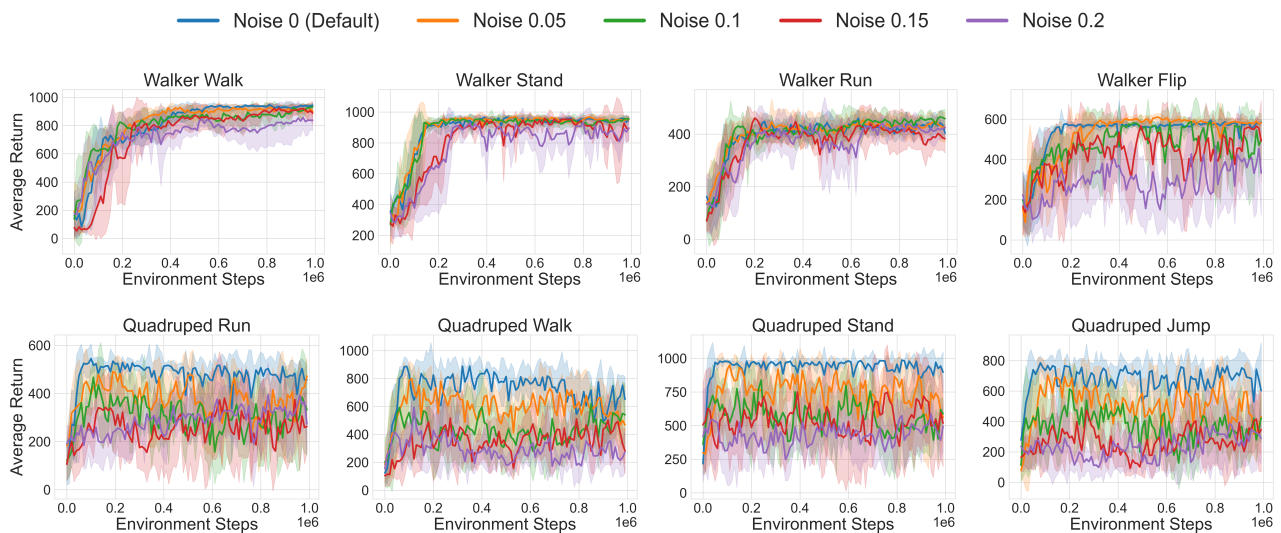 Noise 0 (Default) Noise 0.05 Noise 0.1 Noise 0.15 Noise 0.2
Walker Walk Walker Stand Walker Run Walker Flip
Average Return
1000
800
600
400
200
0
0.0 0.2 0.4 0.6 0.8 1.0
Environment Steps 1e6
1000
800
600
400
200
0.0 0.2 0.4 0.6 0.8 1.0
Environment Steps 1e6
400
200
0
0.0 0.2 0.4 0.6 0.8 1.0
Environment Steps 1e6
600
400
200
0
0.0 0.2 0.4 0.6 0.8 1.0
Environment Steps 1e6
Quadruped Run Quadruped Walk Quadruped Stand Quadruped Jump
Average Return
600
400
200
0
0.0 0.2 0.4 0.6 0.8 1.0
Environment Steps 1e6
1000
800
600
400
200
0
0.0 0.2 0.4 0.6 0.8 1.0
Environment Steps 1e6
1000
750
500
250
0
0.0 0.2 0.4 0.6 0.8 1.0
Environment Steps 1e6
800
600
400
200
0
0.0 0.2 0.4 0.6 0.8 1.0
Environment Steps 1e6